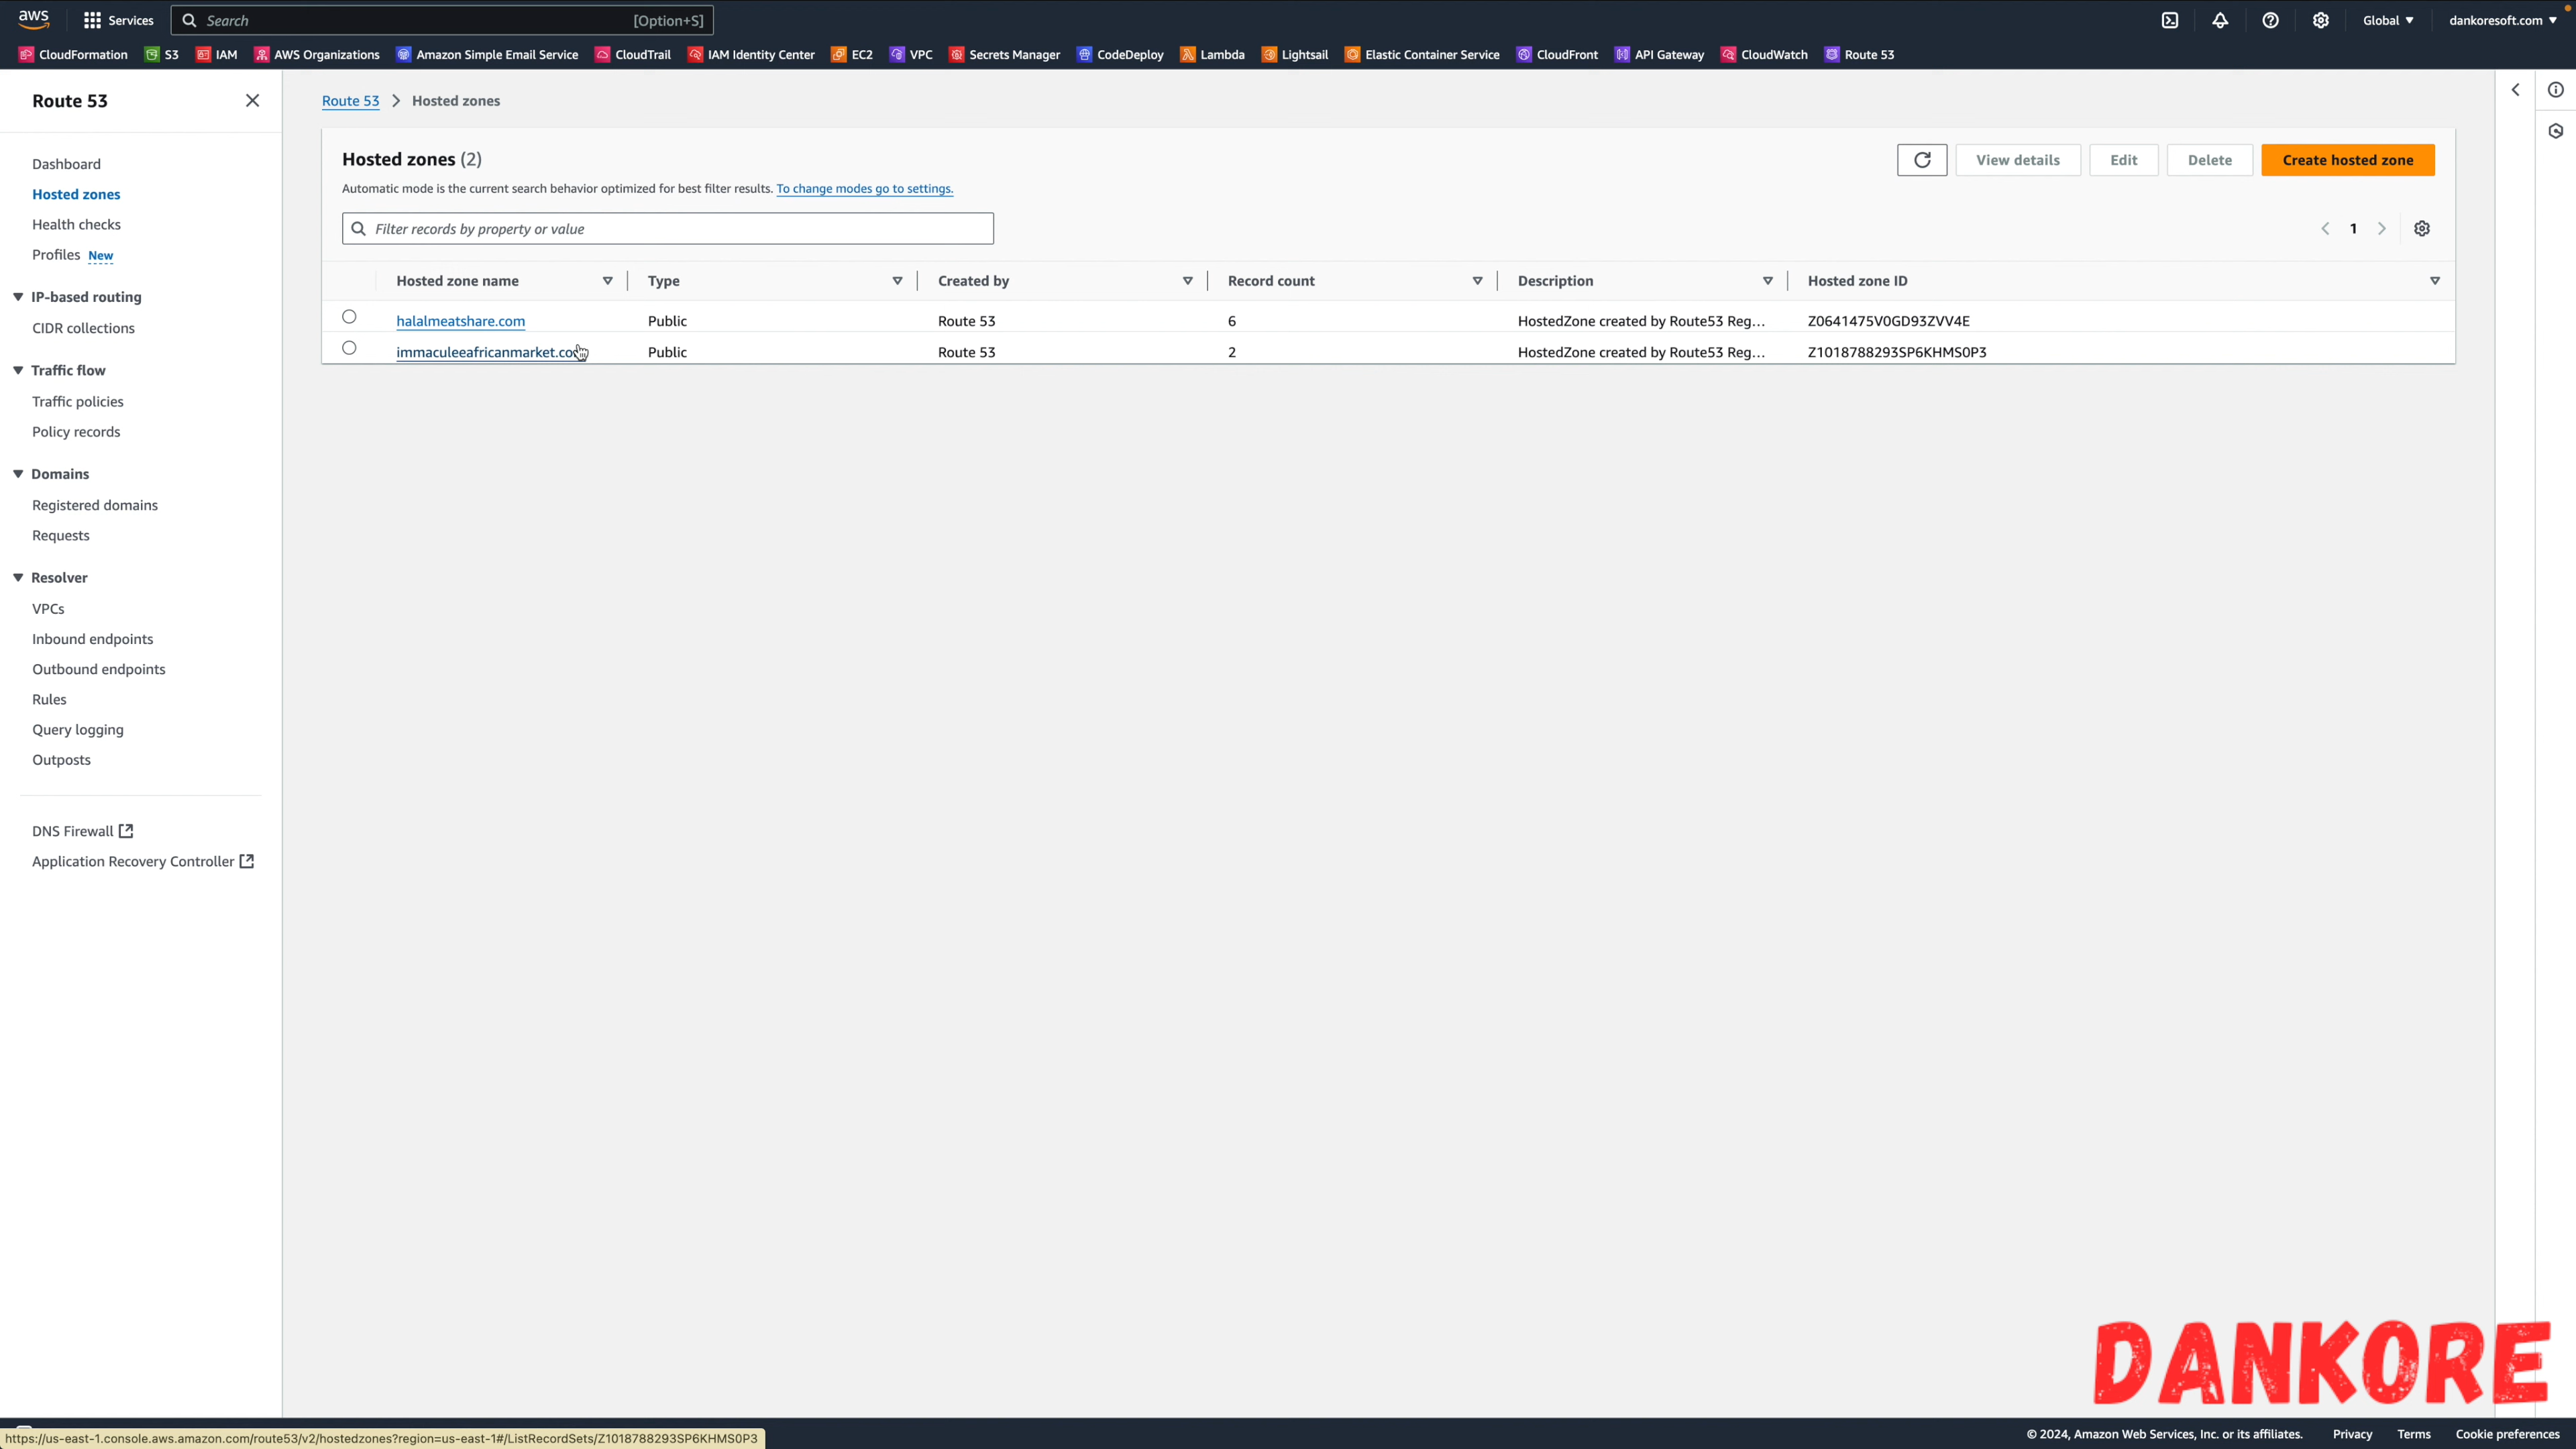 aws Services Search [Option+S] Global dankoresoft.com
CloudFormation S3 IAM AWS Organizations Amazon Simple Email Service CloudTrail IAM Identity Center EC2 VPC Secrets Manager CodeDeploy Lambda Lightsail Elastic Container Service CloudFront API Gateway CloudWatch Route 53
Route 53
Dashboard
Hosted zones
Health checks
Profiles New
IP-based routing
CIDR collections
Traffic flow
Traffic policies
Policy records
Domains
Registered domains
Requests
Resolver
VPCs
Inbound endpoints
Outbound endpoints
Rules
Query logging
Outposts
DNS Firewall
Application Recovery Controller
Route 53 > Hosted zones
Hosted zones (2) View details Edit Delete Create hosted zone
Automatic mode is the current search behavior optimized for best filter results. To change modes go to settings.
Filter records by property or value 1
Hosted zone name Type Created by Record count Description Hosted zone ID
halalmeatshare.com Public Route 53 6 HostedZone created by Route53 Reg... Z0641475V0GD93ZVV4E
Public Route 53 2 HostedZone created by Route53 Reg... Z1018788293SP6KHMS0P3
DANKORE
https://us-east-1.console.aws.amazon.com/route53/v2/hostedzones?region=us-east-1#/ListRecordSets/Z1018788293SP6KHMS0P3
© 2024, Amazon Web Services, Inc. or its affiliates. Privacy Terms Cookie preferences